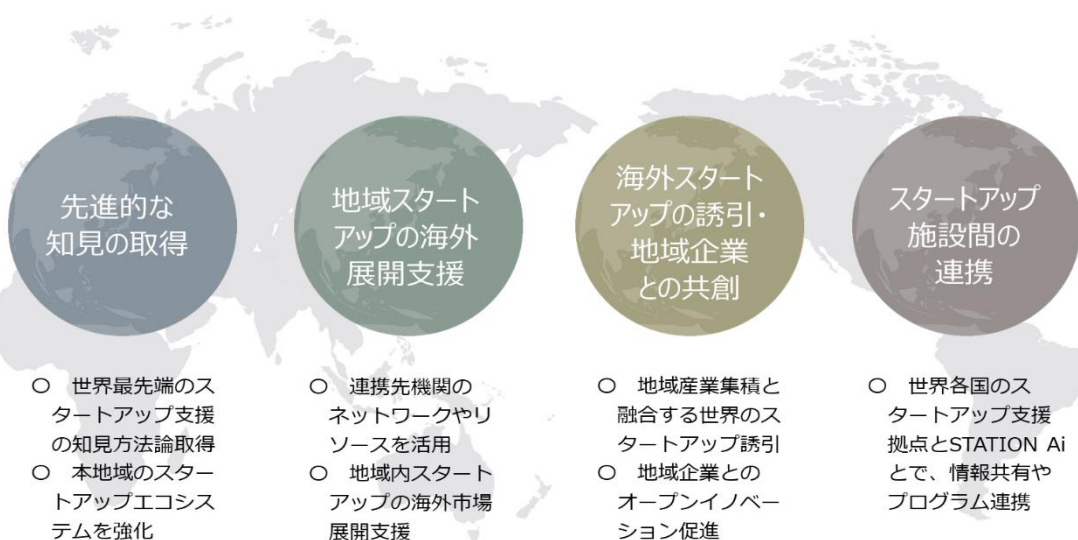 先進的な
知見の取得
地域スタート
アップの海外
展開支援
海外スタート
アップの誘引・
地域企業
との共創
スタートアップ
施設間の
連携
○ 世界最先端のス
タートアップ支援
の知見方法論取得
○ 本地域のスター
トアップエコシス
テムを強化
○ 連携先機関の
ネットワークやリ
ソースを活用
○ 地域内スタート
アップの海外市場
展開支援
○ 地域産業集積と
融合する世界のス
タートアップ誘引
○ 地域企業との
オープンイノベー
ション促進
○ 世界各国のス
タートアップ支援
拠点とSTATION Ai
とで、情報共有や
プログラム連携